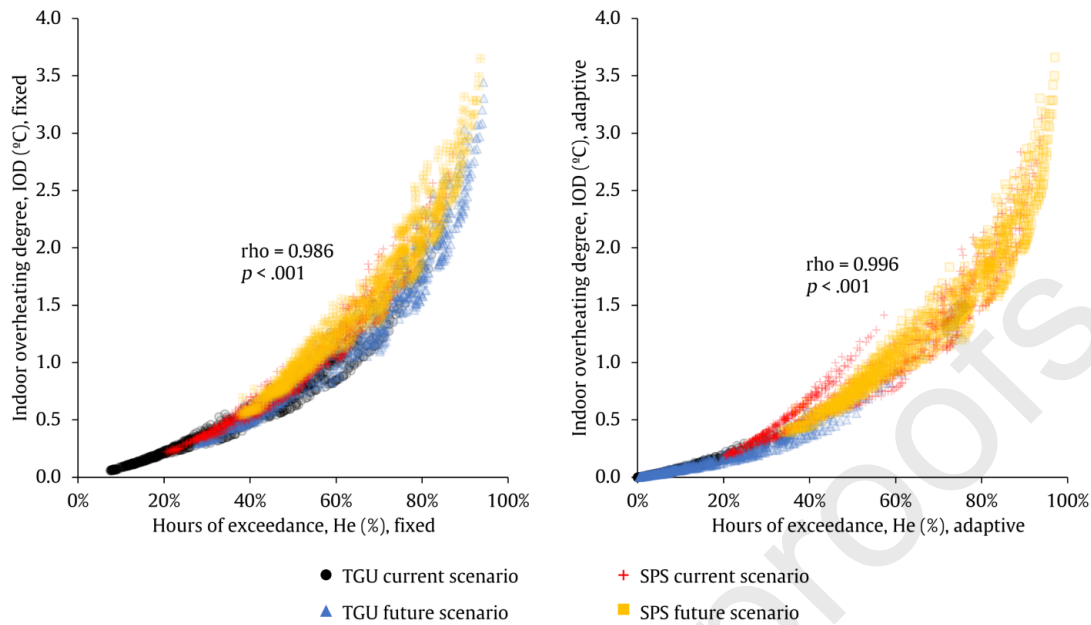 4.0
3.5
3.0
2.5
2.0
1.5
1.0
0.5
0.0
Indoor overheating degree, IOD (ºC), fixed
rho = 0.986
p < .001
0% 20% 40% 60% 80% 100%
Hours of exceedance, He (%), fixed
4.0
3.5
3.0
2.5
2.0
1.5
1.0
0.5
0.0
Indoor overheating degree, IOD (ºC), adaptive
rho = 0.996
p < .001
0% 20% 40% 60% 80% 100%
Hours of exceedance, He (%), adaptive
TGU current scenario
SPS current scenario
TGU future scenario
SPS future scenario
proofs